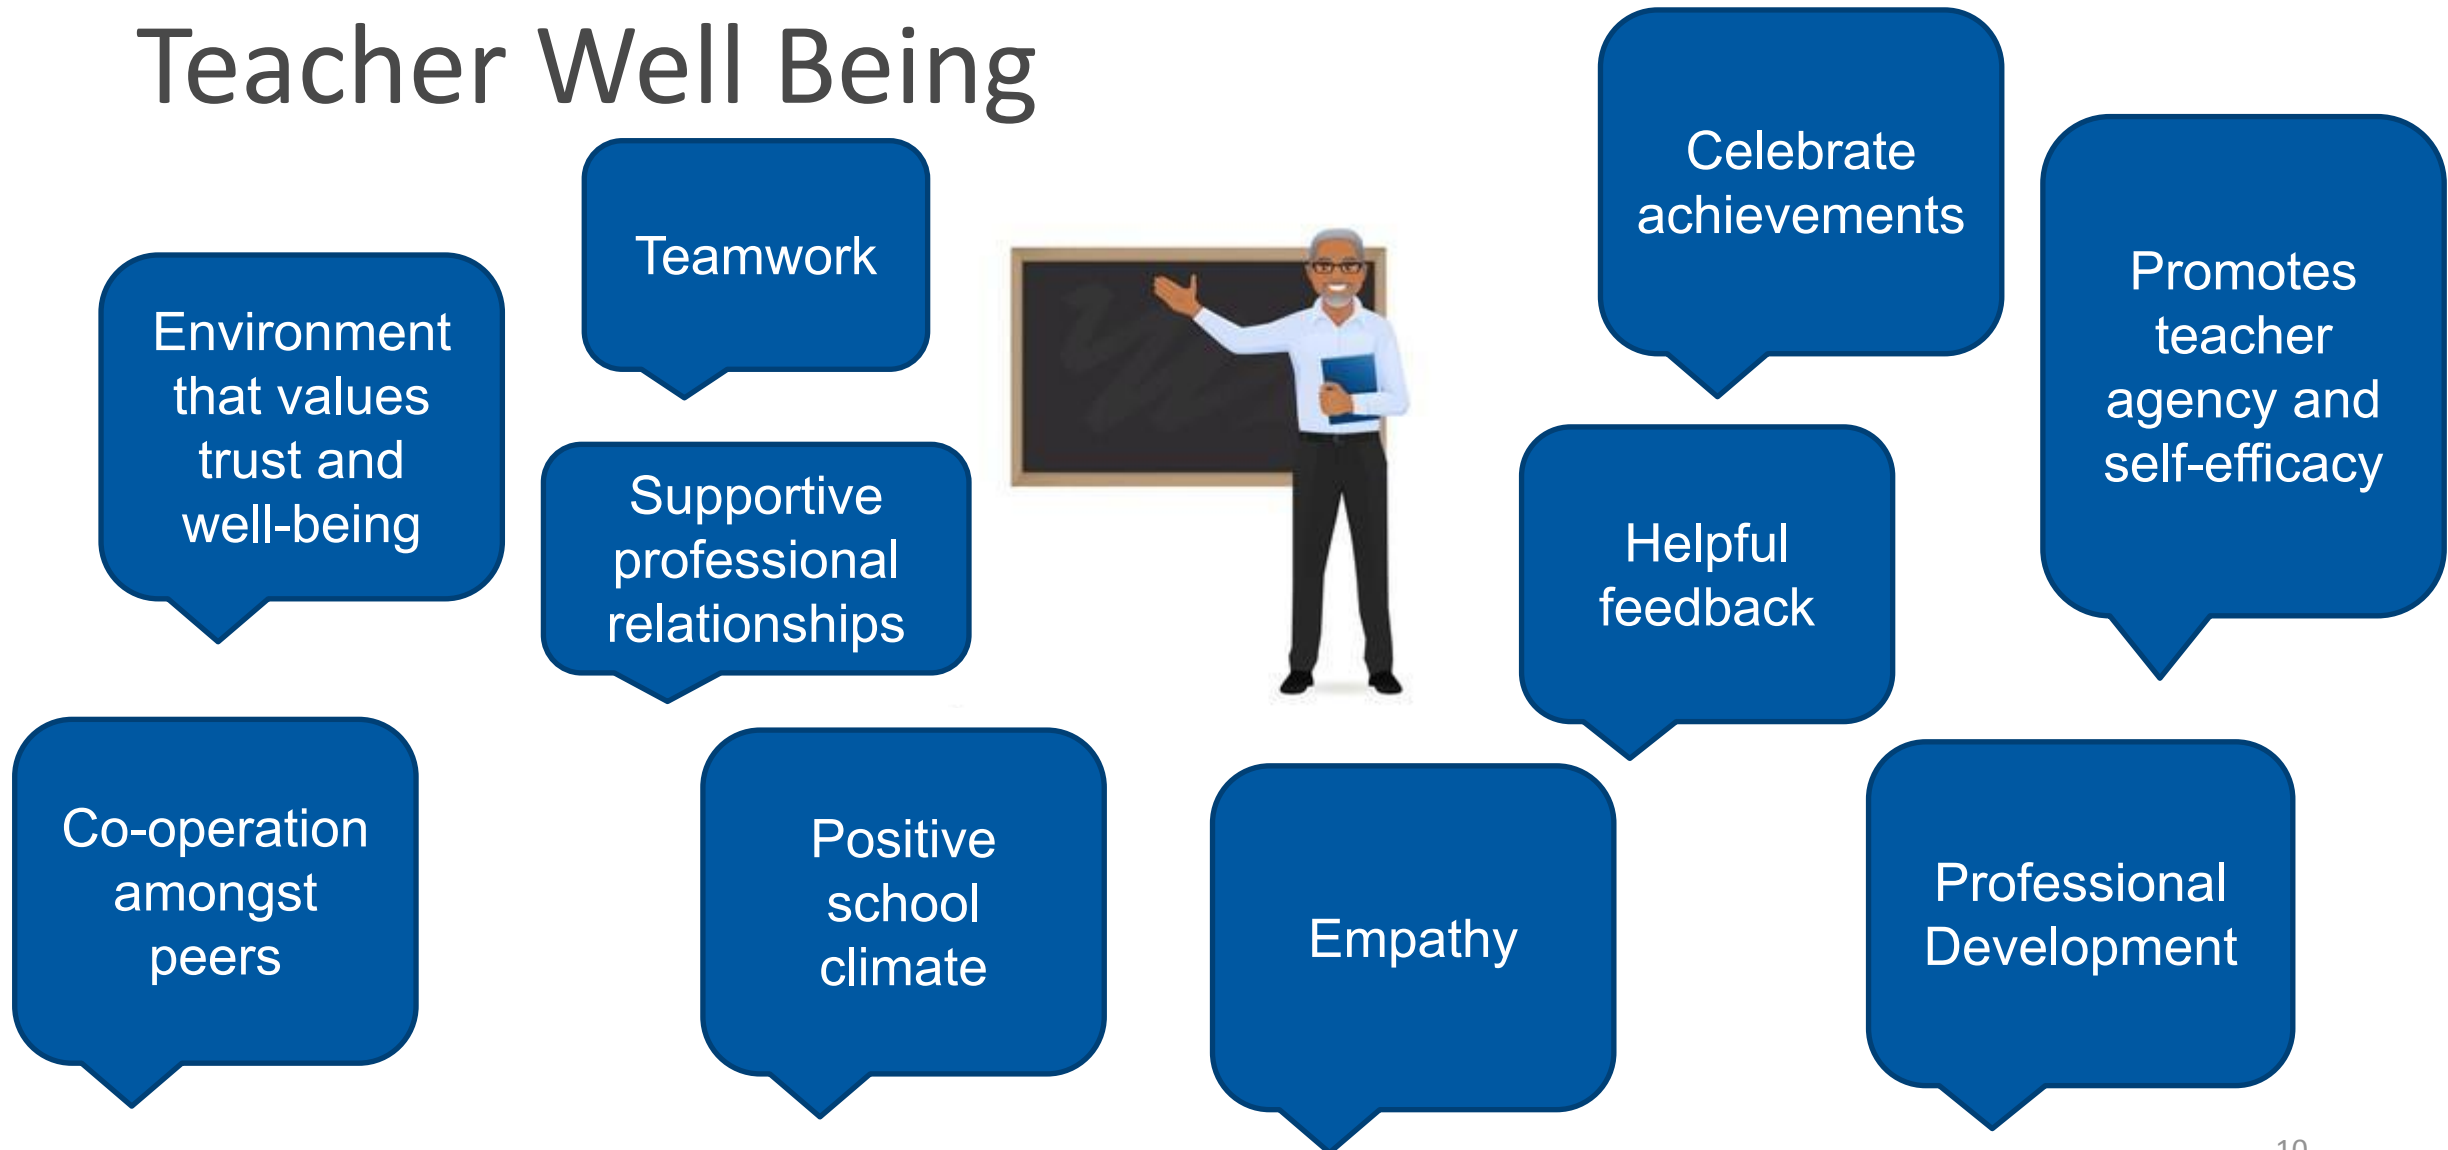 Teacher Well Being
Teamwork
Celebrate
achievements
Environment
that values
trust and
well-being
Promotes
teacher
agency and
self-efficacy
Supportive
professional
relationships
Helpful
feedback
Co-operation
amongst
peers
Positive
school
climate
Empathy
Professional
Development
10